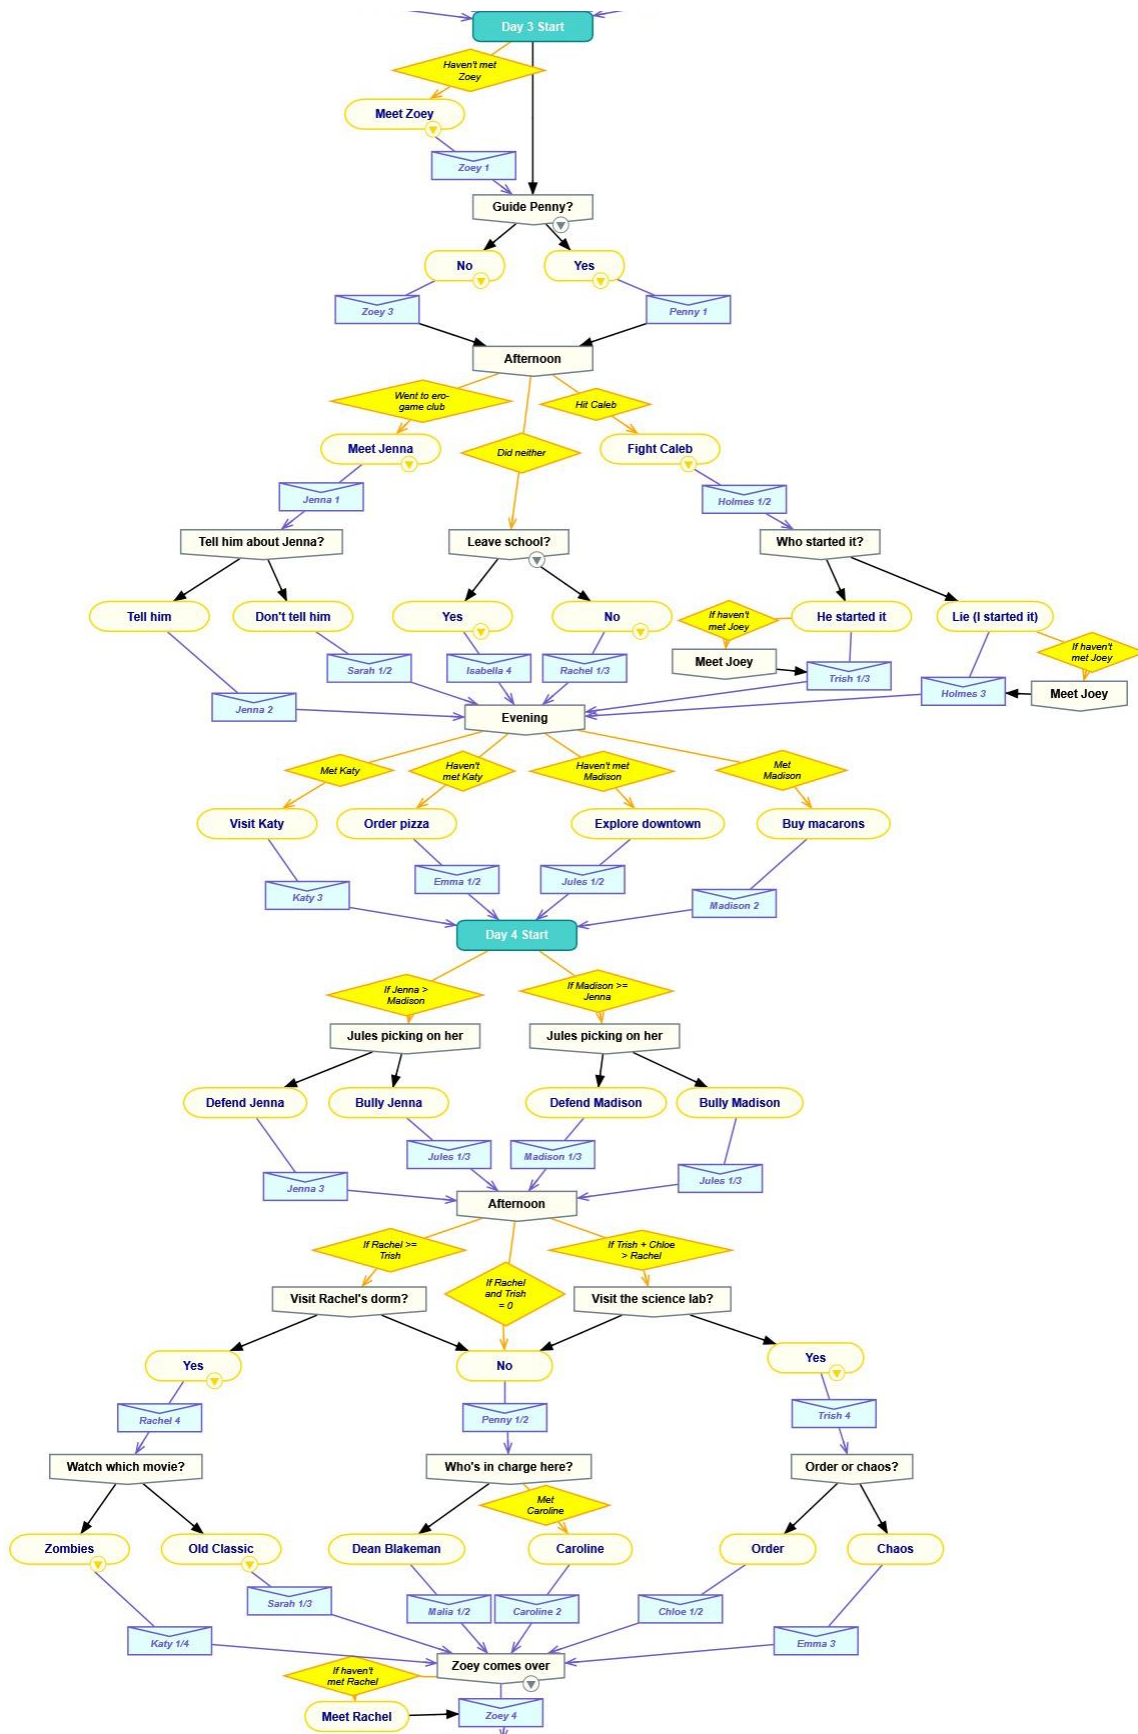 Day 3 Start
Haven't met
Zoey
Meet Zoey
Zoey 1
Guide Penny?
No
Yes
Zoey 3
Penny 1
Afternoon
Went to ero-
game club
Hit Caleb
Meet Jenna
Did neither
Fight Caleb
Jenna 1
Holmes 1/2
Tell him about Jenna?
Leave school?
Who started it?
Tell him
Don't tell him
Yes
No
If haven't
met Joey
He started it
Lie (I started it)
If haven't
met Joey
Meet Joey
Sarah 1/2
Isabella 4
Rachel 1/3
Trish 1/3
Jenna 2
Holmes 3
Meet Joey
Evening
Met Katy
Haven't
met Katy
Haven't met
Madison
Met
Madison
Visit Katy
Order pizza
Explore downtown
Buy macarons
Katy 3
Emma 1/2
Jules 1/2
Madison 2
Day 4 Start
If Jenna >
Madison
If Madison >=
Jenna
Jules picking on her
Jules picking on her
Defend Jenna
Bully Jenna
Defend Madison
Bully Madison
Jules 1/3
Madison 1/3
Jenna 3
Jules 1/3
Afternoon
If Rachel >=
Trish
If Rachel
and Trish
= 0
If Trish + Chloe
> Rachel
Visit Rachel's dorm?
Visit the science lab?
Yes
No
Yes
Rachel 4
Penny 1/2
Trish 4
Watch which movie?
Who's in charge here?
Order or chaos?
Met
Caroline
Zombies
Old Classic
Dean Blakeman
Caroline
Order
Chaos
Sarah 1/3
Malia 1/2
Caroline 2
Chloe 1/2
Katy 1/4
Emma 3
Zoey comes over
If haven't
met Rachel
Meet Rachel
Zoey 4